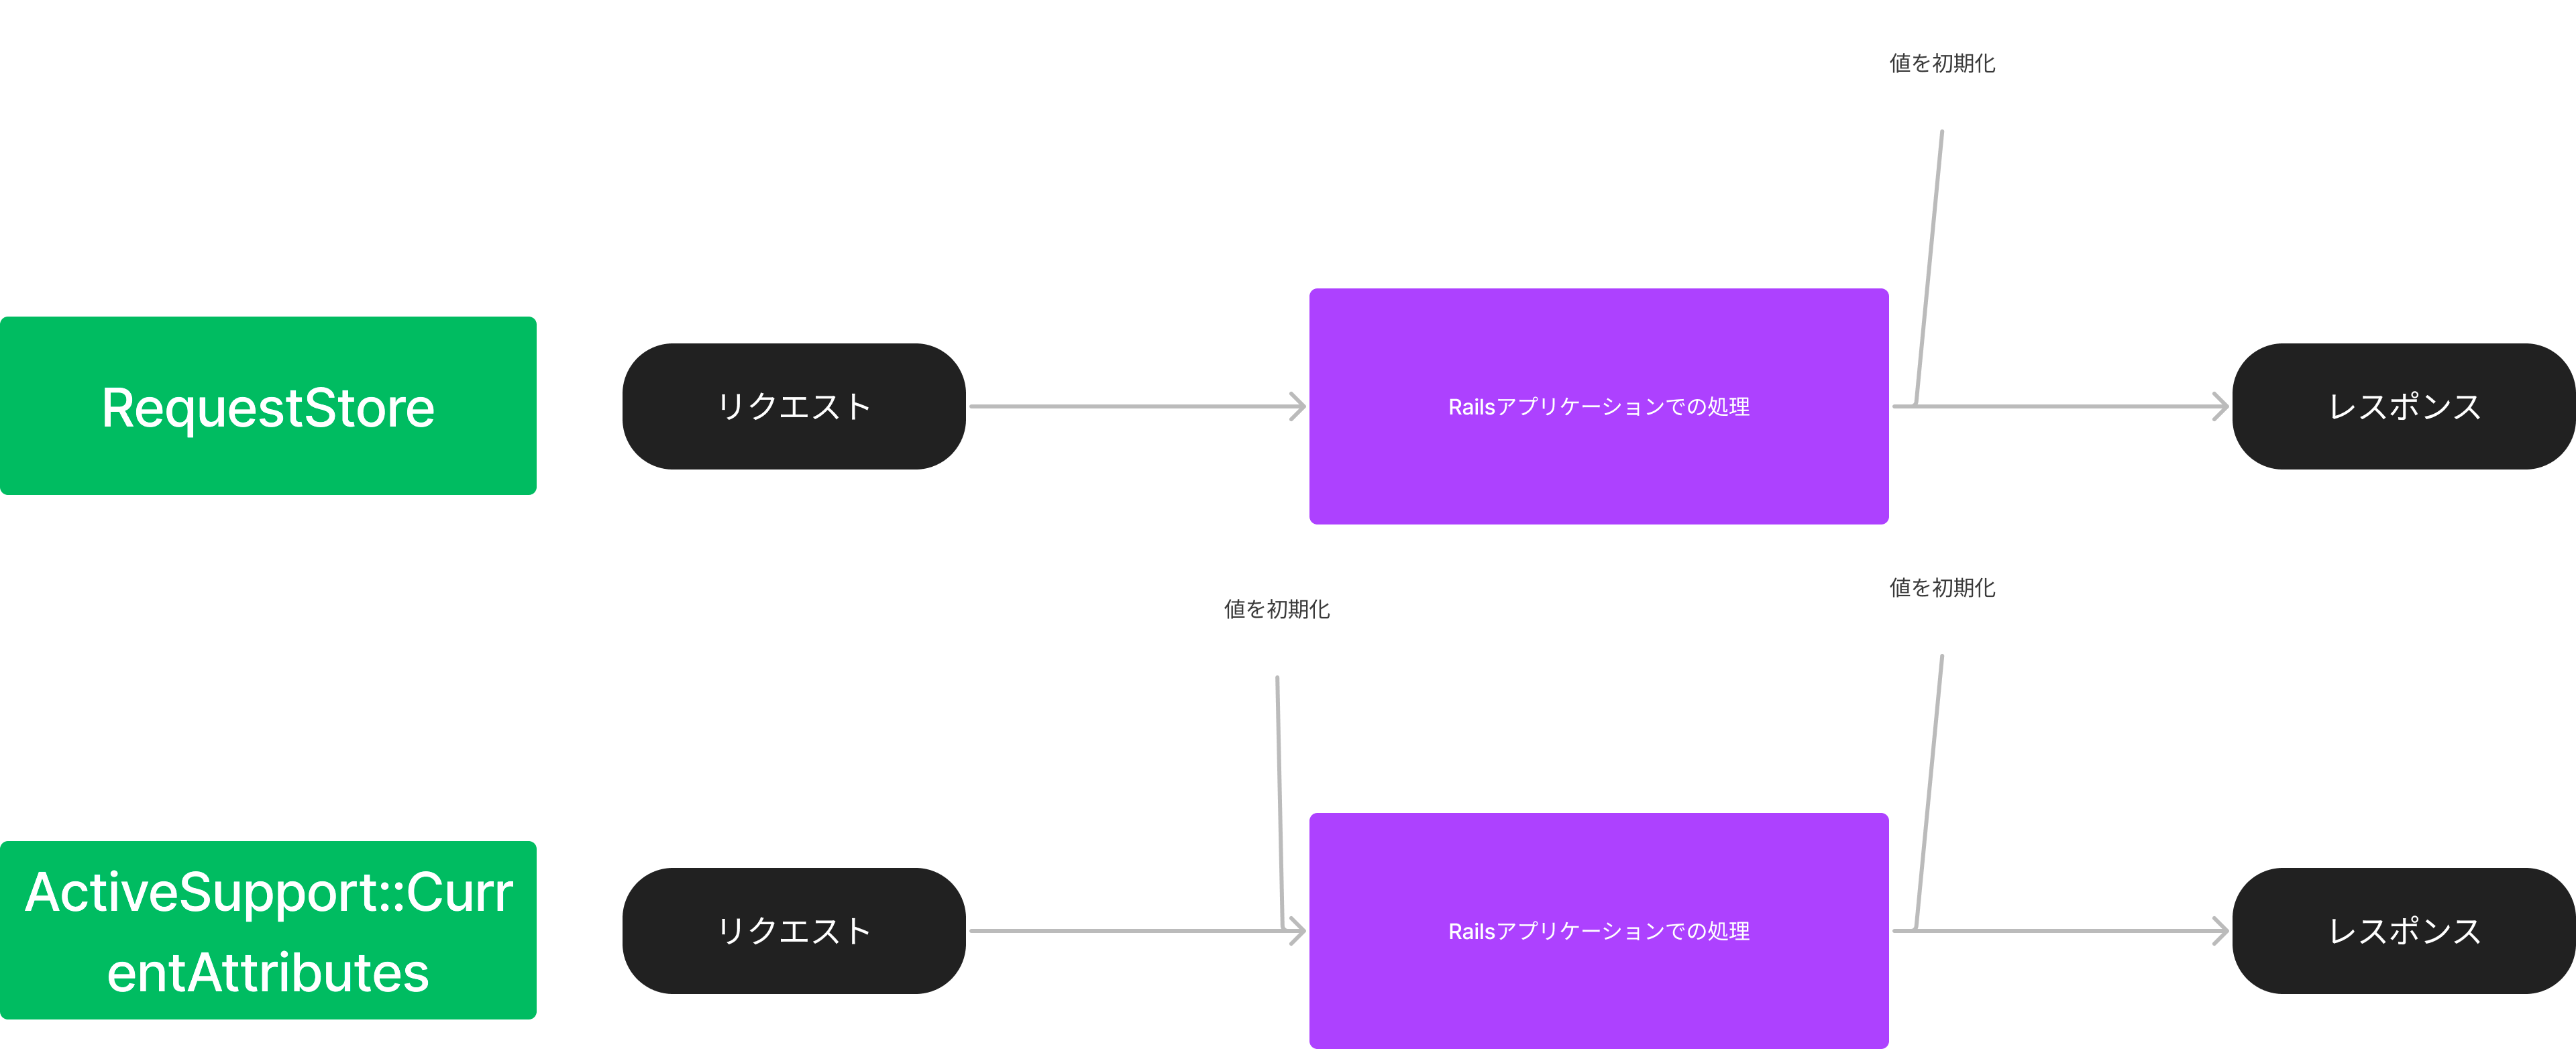 値を初期化
RequestStore
リクエスト
Railsアプリケーションでの処理
レスポンス
値を初期化
値を初期化
ActiveSupport::Curr
entAttributes
リクエスト
Railsアプリケーションでの処理
レスポンス